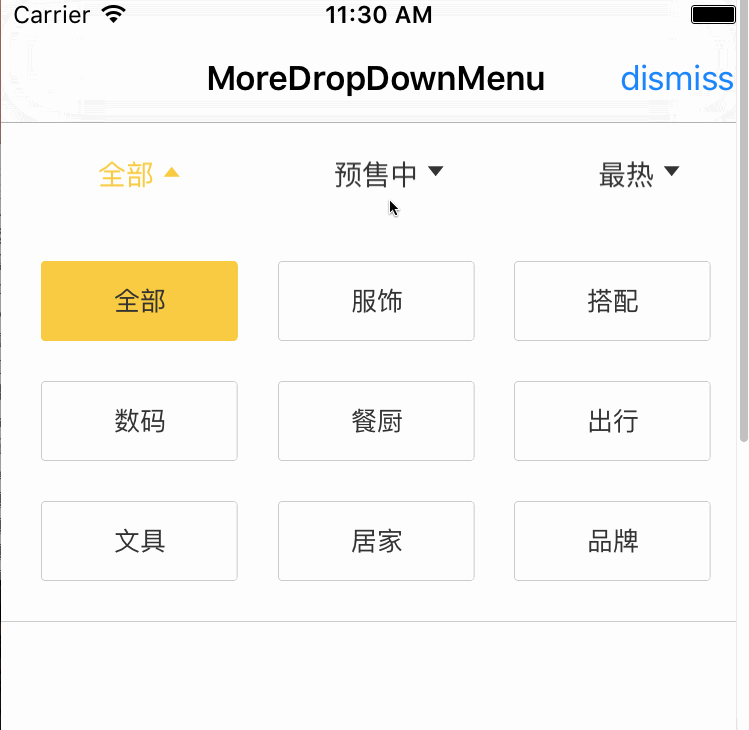 Carrier 11:30 AM
MoreDropDownMenu dismiss
全部 预售中 最热
全部 服饰 搭配
数码 餐厨 出行
文具 居家 品牌